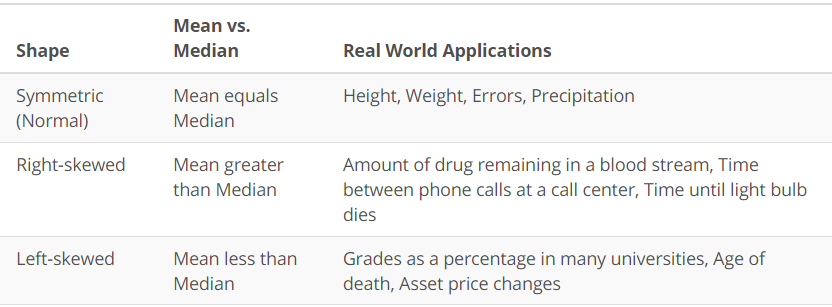 Mean vs.
Shape Median Real World Applications
Symmetric Mean equals Height, Weight, Errors, Precipitation
(Normal) Median
Right-skewed Mean greater Amount of drug remaining in a blood stream, Time
than Median between phone calls at a call center, Time until light bulb
dies
Left-skewed Mean less than Grades as a percentage in many universities, Age of
Median death, Asset price changes